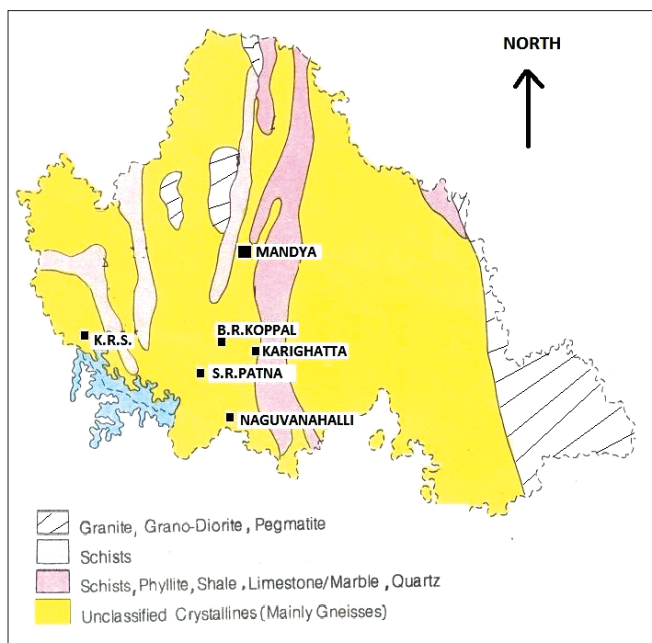 NORTH
MANDYA
B.R.KOPPAL
K.R.S.
KARIGHATTA
S.R.PATNA
NAGUVANAHALLI
Granite, Grano-Diorite, Pegmatite
Schists
Schists, Phyllite, Shale, Limestone/Marble, Quartz
Unclassified Crystallines (Mainly Gneisses)